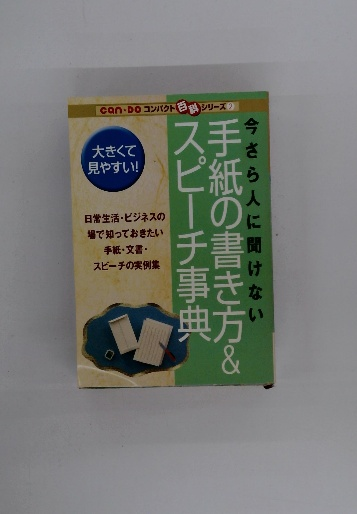 can・DO コンパクト百科シリーズ②
今さら人に聞けない
手紙の書き方&
スピーチ事典
大きくて
見やすい!
日常生活・ビジネスの
場で知っておきたい
手紙・文書・
スピーチの実例集